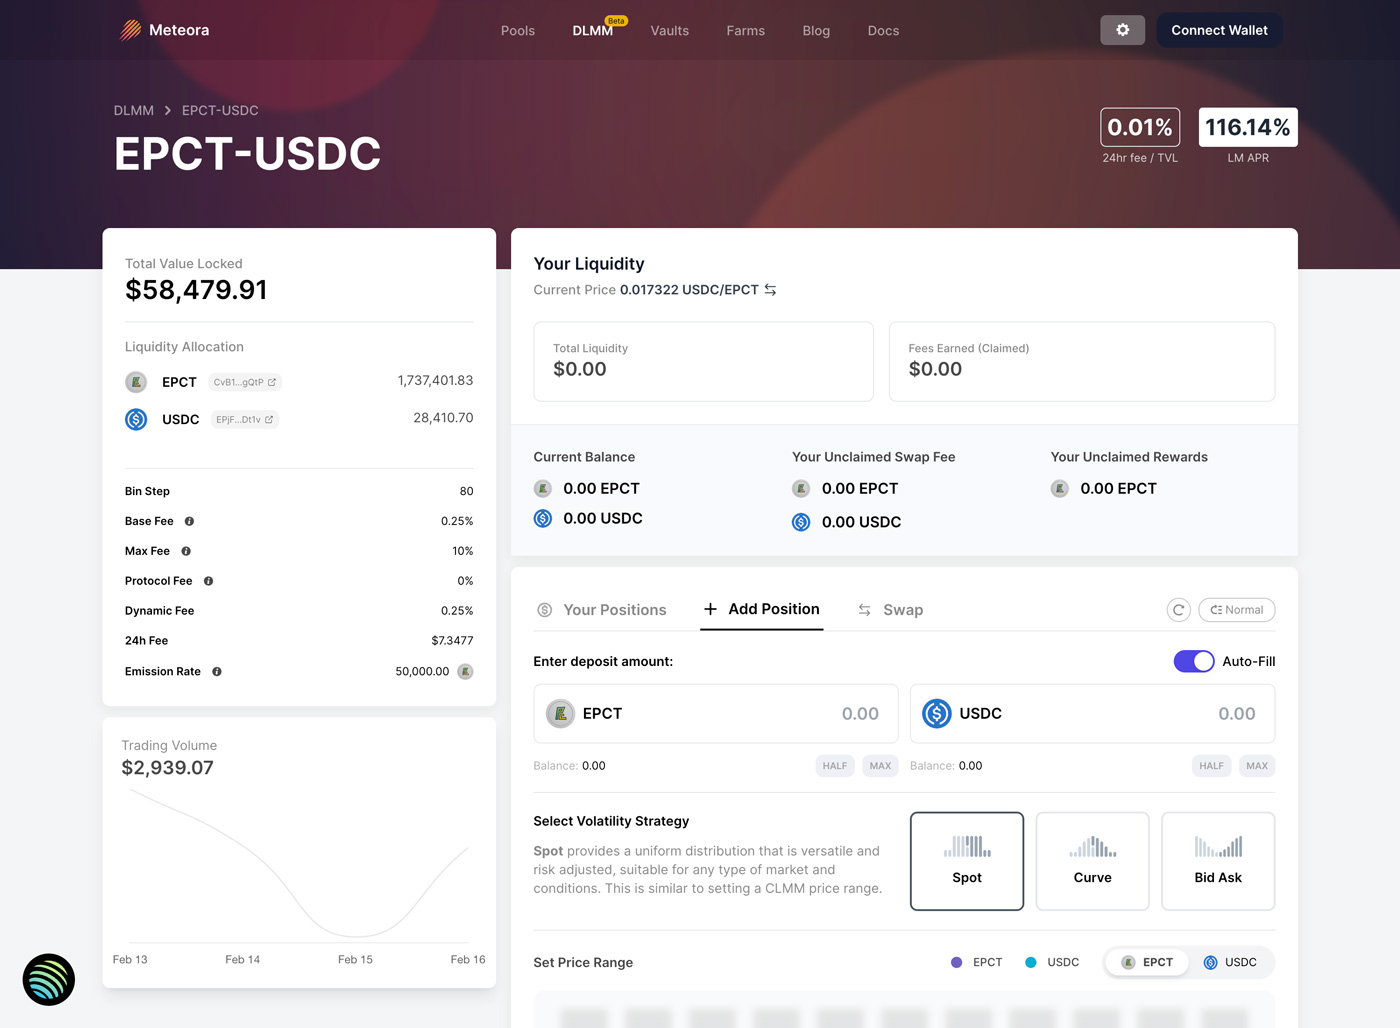 Meteora
Pools
DLMM
Beta
Vaults
Farms
Blog
Docs
Connect Wallet
DLMM > EPCT-USDC
EPCT-USDC
0.01%
24hr fee / TVL
116.14%
LM APR
Total Value Locked
$58,479.91
Liquidity Allocation
EPCT CvB1...gQtP 1,737,401.83
USDC EPjF...Dt1v 28,410.70
Bin Step 80
Base Fee 0.25%
Max Fee 10%
Protocol Fee 0%
Dynamic Fee 0.25%
24h Fee $7.3477
Emission Rate 50,000.00
Trading Volume
$2,939.07
Feb 13 Feb 14 Feb 15 Feb 16
Your Liquidity
Current Price 0.017322 USDC/EPCT
Total Liquidity
$0.00
Fees Earned (Claimed)
$0.00
Current Balance
0.00 EPCT
0.00 USDC
Your Unclaimed Swap Fee
0.00 EPCT
0.00 USDC
Your Unclaimed Rewards
0.00 EPCT
Your Positions
Add Position
Swap
Normal
Enter deposit amount:
Auto-Fill
EPCT 0.00
USDC 0.00
Balance: 0.00 HALF MAX
Balance: 0.00 HALF MAX
Select Volatility Strategy
Spot provides a uniform distribution that is versatile and
risk adjusted, suitable for any type of market and
conditions. This is similar to setting a CLMM price range.
Spot
Curve
Bid Ask
Set Price Range
EPCT
USDC
EPCT
USDC